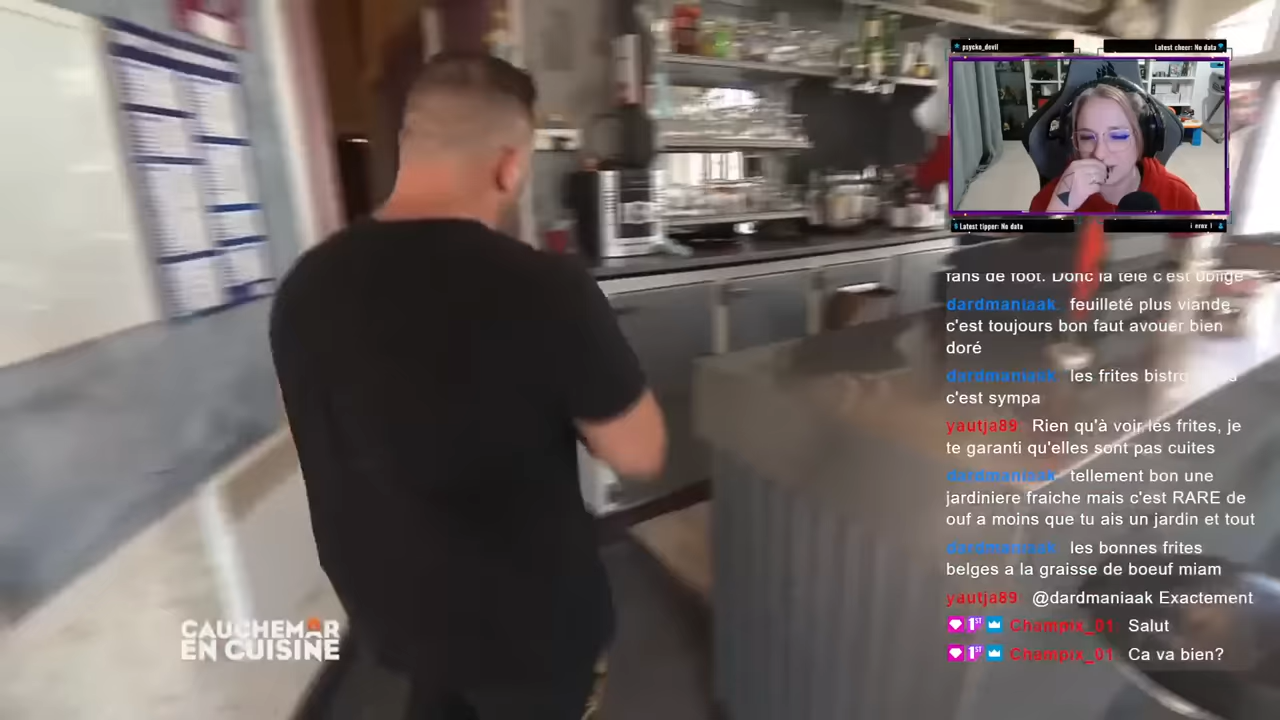 psycko_devil
Latest cheer: No data
Latest tipper: No data
fans de foot. Donc la télé c'est obligé
dardmaniaak feuilleté plus viande
c'est toujours bon faut avouer bien
doré
dardmaniaak les frites bistro
c'est sympa
yautja89 Rien qu'à voir les frites, je
te garanti qu'elles sont pas cuites
dardmaniaak tellement bon une
jardiniere fraiche mais c'est RARE de
ouf a moins que tu ais un jardin et tout
dardmaniaak les bonnes frites
belges a la graisse de boeuf miam
yautja89 @dardmaniaak Exactement
1ST Salut
1ST Ca va bien?
CAUCHEMAR
EN CUISINE